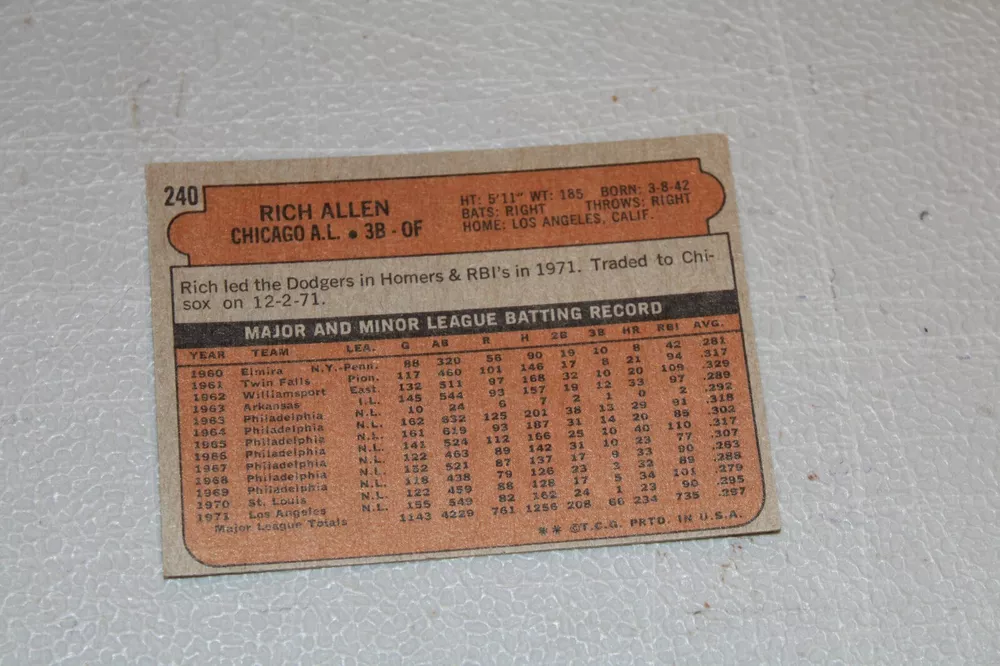 240
RICH ALLEN
CHICAGO A.L. • 3B - OF
HT: 5'11" WT: 185 BORN: 3-8-42
BATS: RIGHT THROWS: RIGHT
HOME: LOS ANGELES, CALIF.
Rich led the Dodgers in Homers & RBI's in 1971. Traded to Chi-
sox on 12-2-71.
MAJOR AND MINOR LEAGUE BATTING RECORD
YEAR TEAM LEA. G AB R H 2B 3B HR RBI AVG.
1960 Elmira N.Y.-Penn. 88 320 56 90 19 10 8 42 .281
1961 Twin Falls Pion. 117 460 101 146 17 8 21 94 .317
1962 Williamsport East. 132 511 97 168 32 10 20 109 .329
1963 Arkansas I.L. 145 544 93 157 19 12 33 97 .289
1963 Philadelphia N.L. 10 24 6 7 2 1 0 2 .292
1964 Philadelphia N.L. 162 632 125 201 38 13 29 91 .318
1965 Philadelphia N.L. 161 619 93 187 31 14 20 85 .302
1966 Philadelphia N.L. 141 524 112 166 25 10 40 110 .317
1967 Philadelphia N.L. 122 463 89 142 31 10 23 77 .307
1968 Philadelphia N.L. 152 521 87 137 17 9 33 90 .263
1969 Philadelphia N.L. 118 438 79 126 23 3 32 89 .288
1970 St. Louis N.L. 122 459 88 128 17 5 34 101 .279
1971 Los Angeles N.L. 155 549 82 162 24 1 23 90 .295
Major League Totals 1143 4229 761 1256 208 66 234 735 .297
** ©T.C.G. PRTD. IN U.S.A.